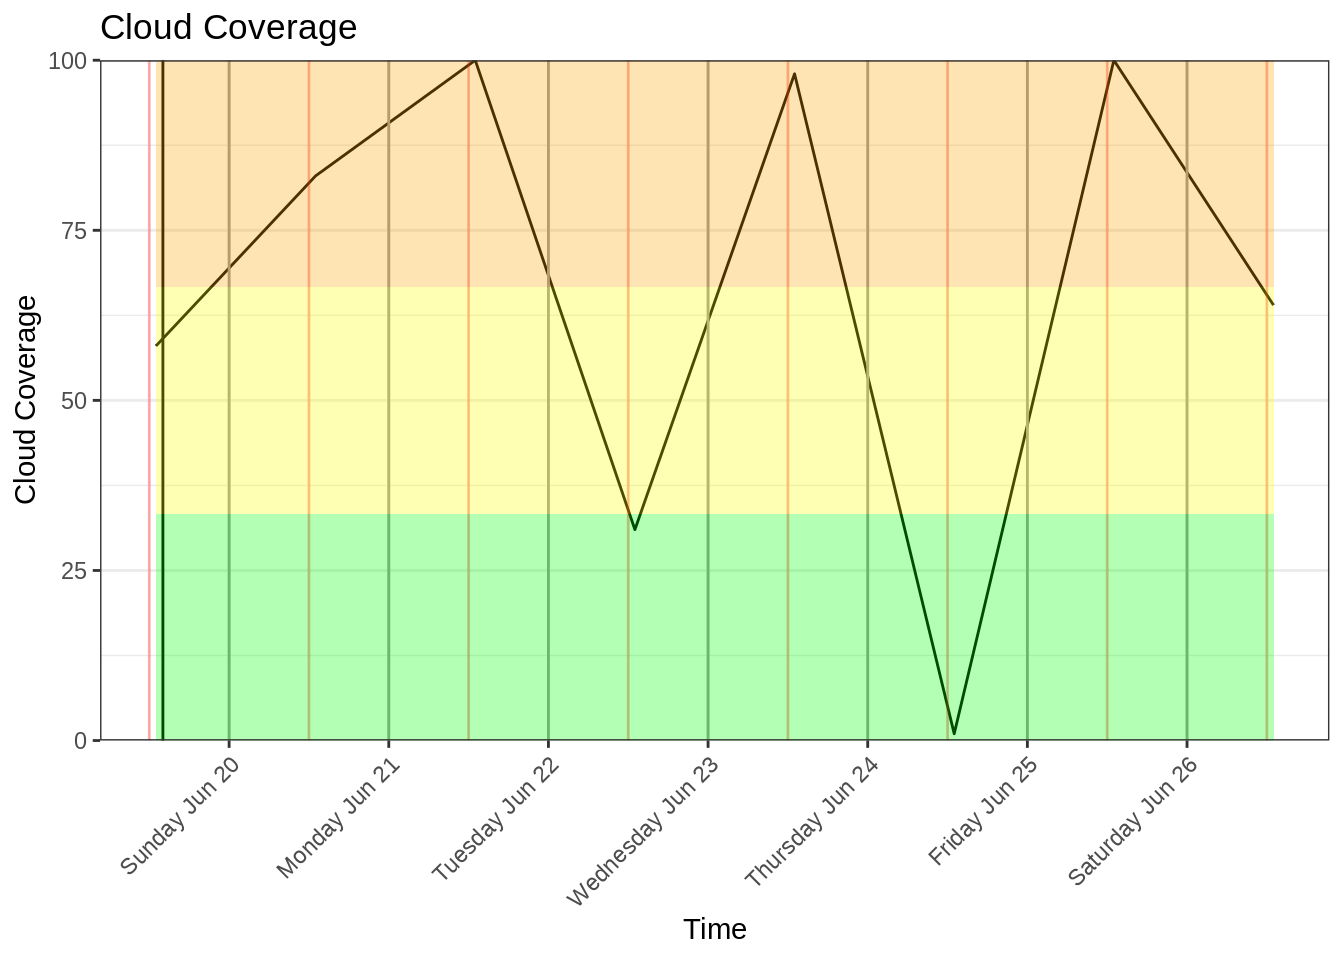 Cloud Coverage
Cloud Coverage
100
75
50
25
0
Sunday Jun 20
Monday Jun 21
Tuesday Jun 22
Wednesday Jun 23
Thursday Jun 24
Friday Jun 25
Saturday Jun 26
Time